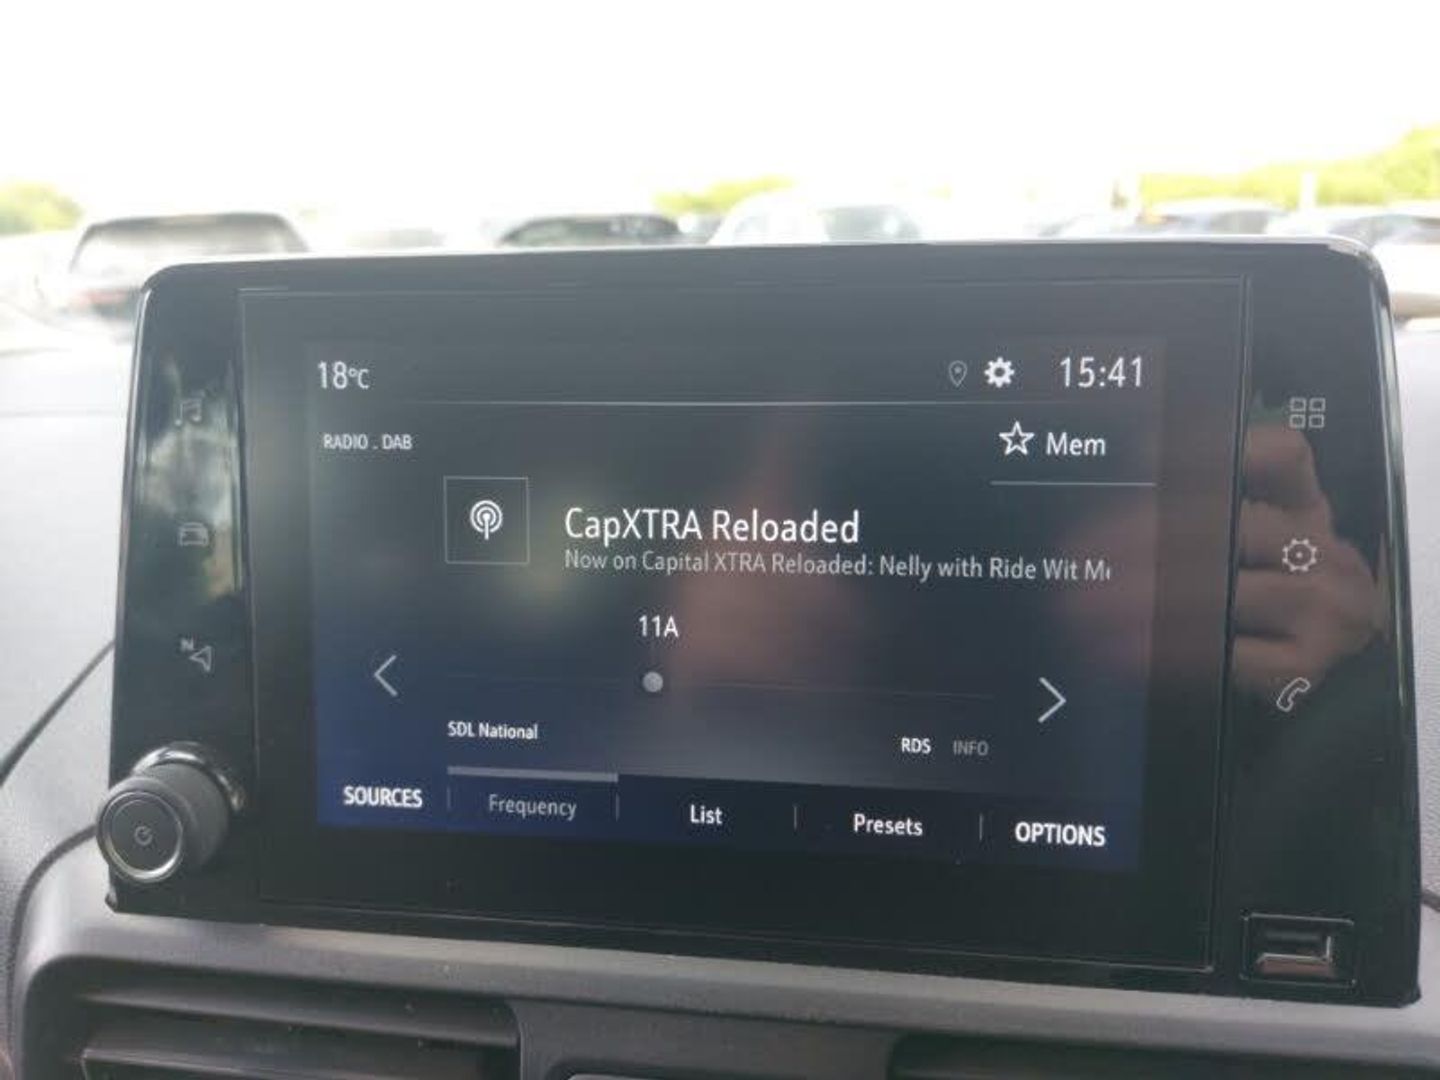 18°C 15:41
RADIO . DAB
Mem
CapXTRA Reloaded
Now on Capital XTRA Reloaded: Nelly with Ride Wit M
11A
SDL National
RDS INFO
SOURCES Frequency List Presets OPTIONS
N